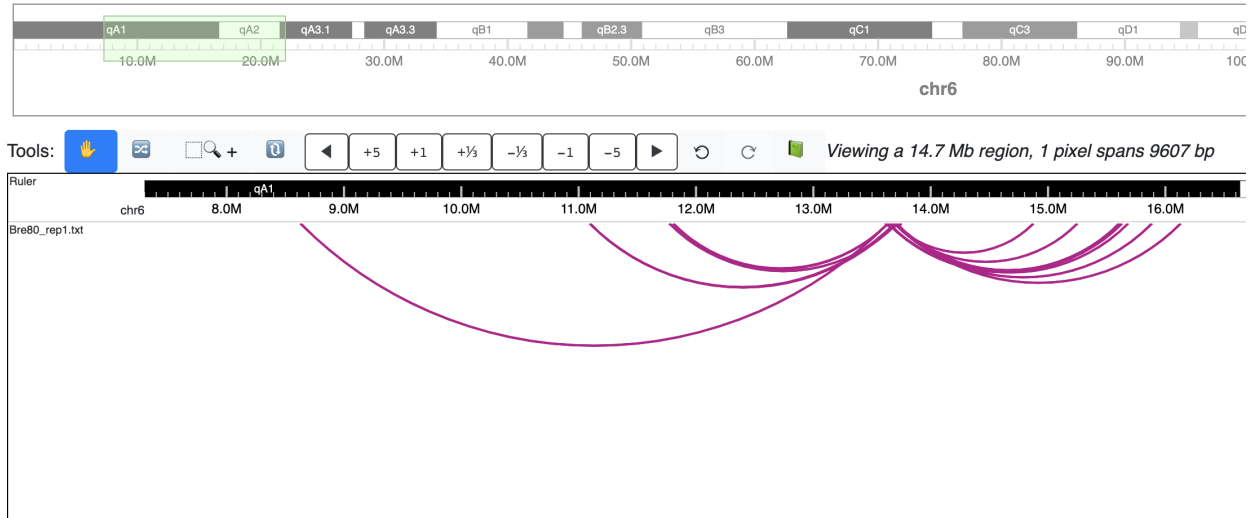 qA1 qA2 qA3.1 qA3.3 qB1 qB2.3 qB3 qC1 qC3 qD1 qD
10.0M 20.0M 30.0M 40.0M 50.0M 60.0M 70.0M 80.0M 90.0M 100
chr6
Tools: + +5 +1 +⅓ -⅓ -1 -5 Viewing a 14.7 Mb region, 1 pixel spans 9607 bp
Ruler
qA1
chr6 8.0M 9.0M 10.0M 11.0M 12.0M 13.0M 14.0M 15.0M 16.0M
Bre80_rep1.txt